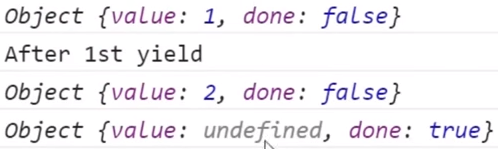 Object {value: 1, done: false}
After 1st yield
Object {value: 2, done: false}
Object {value: undefined, done: true}